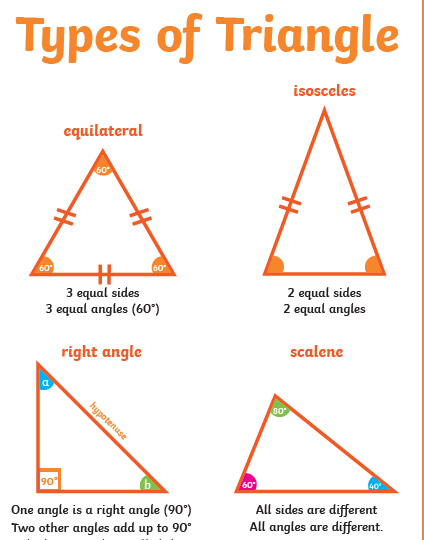 Types of Triangle
isosceles
equilateral
60°
60°
60°
3 equal sides
3 equal angles (60°)
2 equal sides
2 equal angles
right angle
scalene
a
hypotenuse
90°
b
80°
60°
40°
One angle is a right angle (90°)
Two other angles add up to 90°
All sides are different
All angles are different.